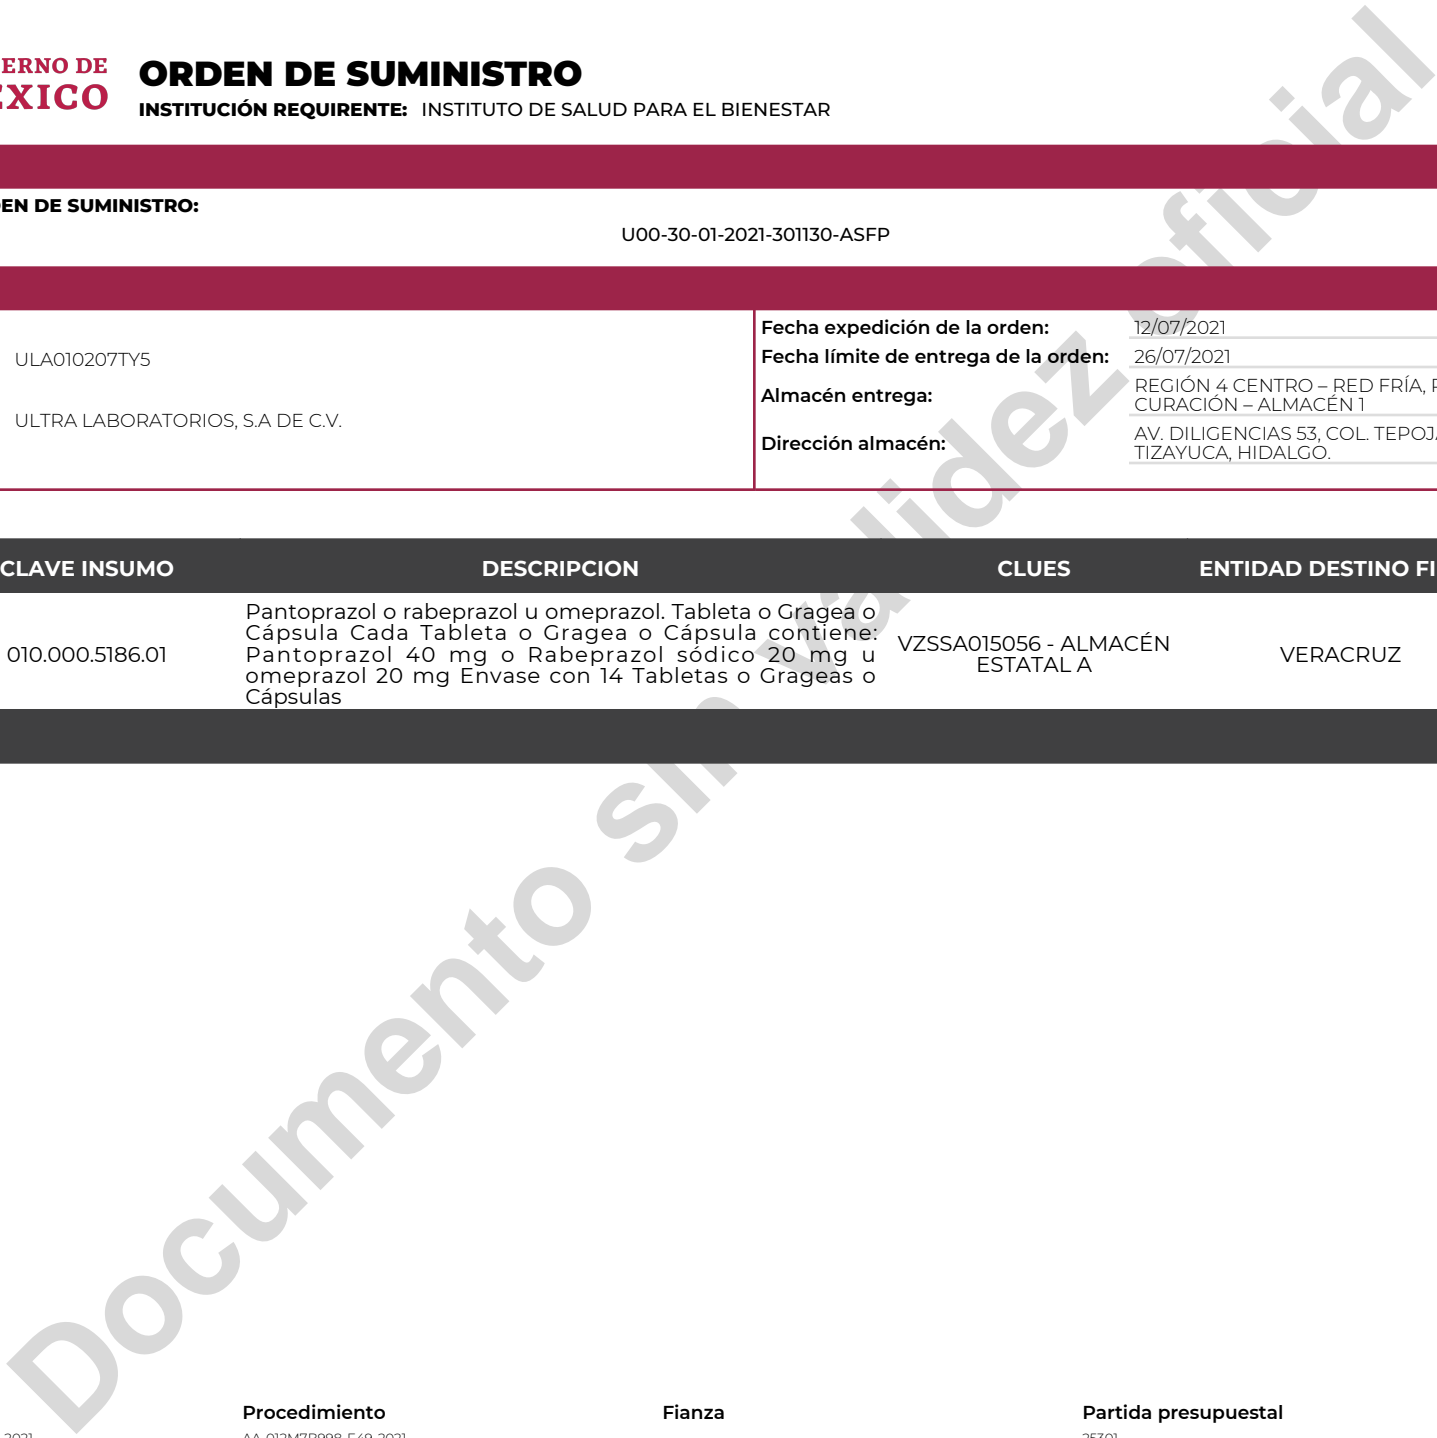 ERNO DE
ORDEN DE SUMINISTRO
EXICO
INSTITUCIÓN REQUIRENTE: INSTITUTO DE SALUD PARA EL BIENESTAR
EN DE SUMINISTRO:
U00-30-01-2021-301130-ASFP
ULA010207TY5
ULTRA LABORATORIOS, S.A DE C.V.
Fecha expedición de la orden: 12/07/2021
Fecha límite de entrega de la orden: 26/07/2021
Almacén entrega: REGIÓN 4 CENTRO – RED FRÍA,
CURACIÓN – ALMACÉN 1
Dirección almacén: AV. DILIGENCIAS 53, COL. TEPOJ
TIZAYUCA, HIDALGO.
CLAVE INSUMO DESCRIPCION CLUES ENTIDAD DESTINO FI
010.000.5186.01
Pantoprazol o rabeprazol u omeprazol. Tableta o Gragea o
Cápsula Cada Tableta o Gragea o Cápsula contiene:
Pantoprazol 40 mg o Rabeprazol sódico 20 mg u
omeprazol 20 mg Envase con 14 Tabletas o Grageas o
Cápsulas
VZSSA015056 - ALMACÉN
ESTATAL A
VERACRUZ
Documento sin validez oficial
Procedimiento Fianza Partida presupuestal